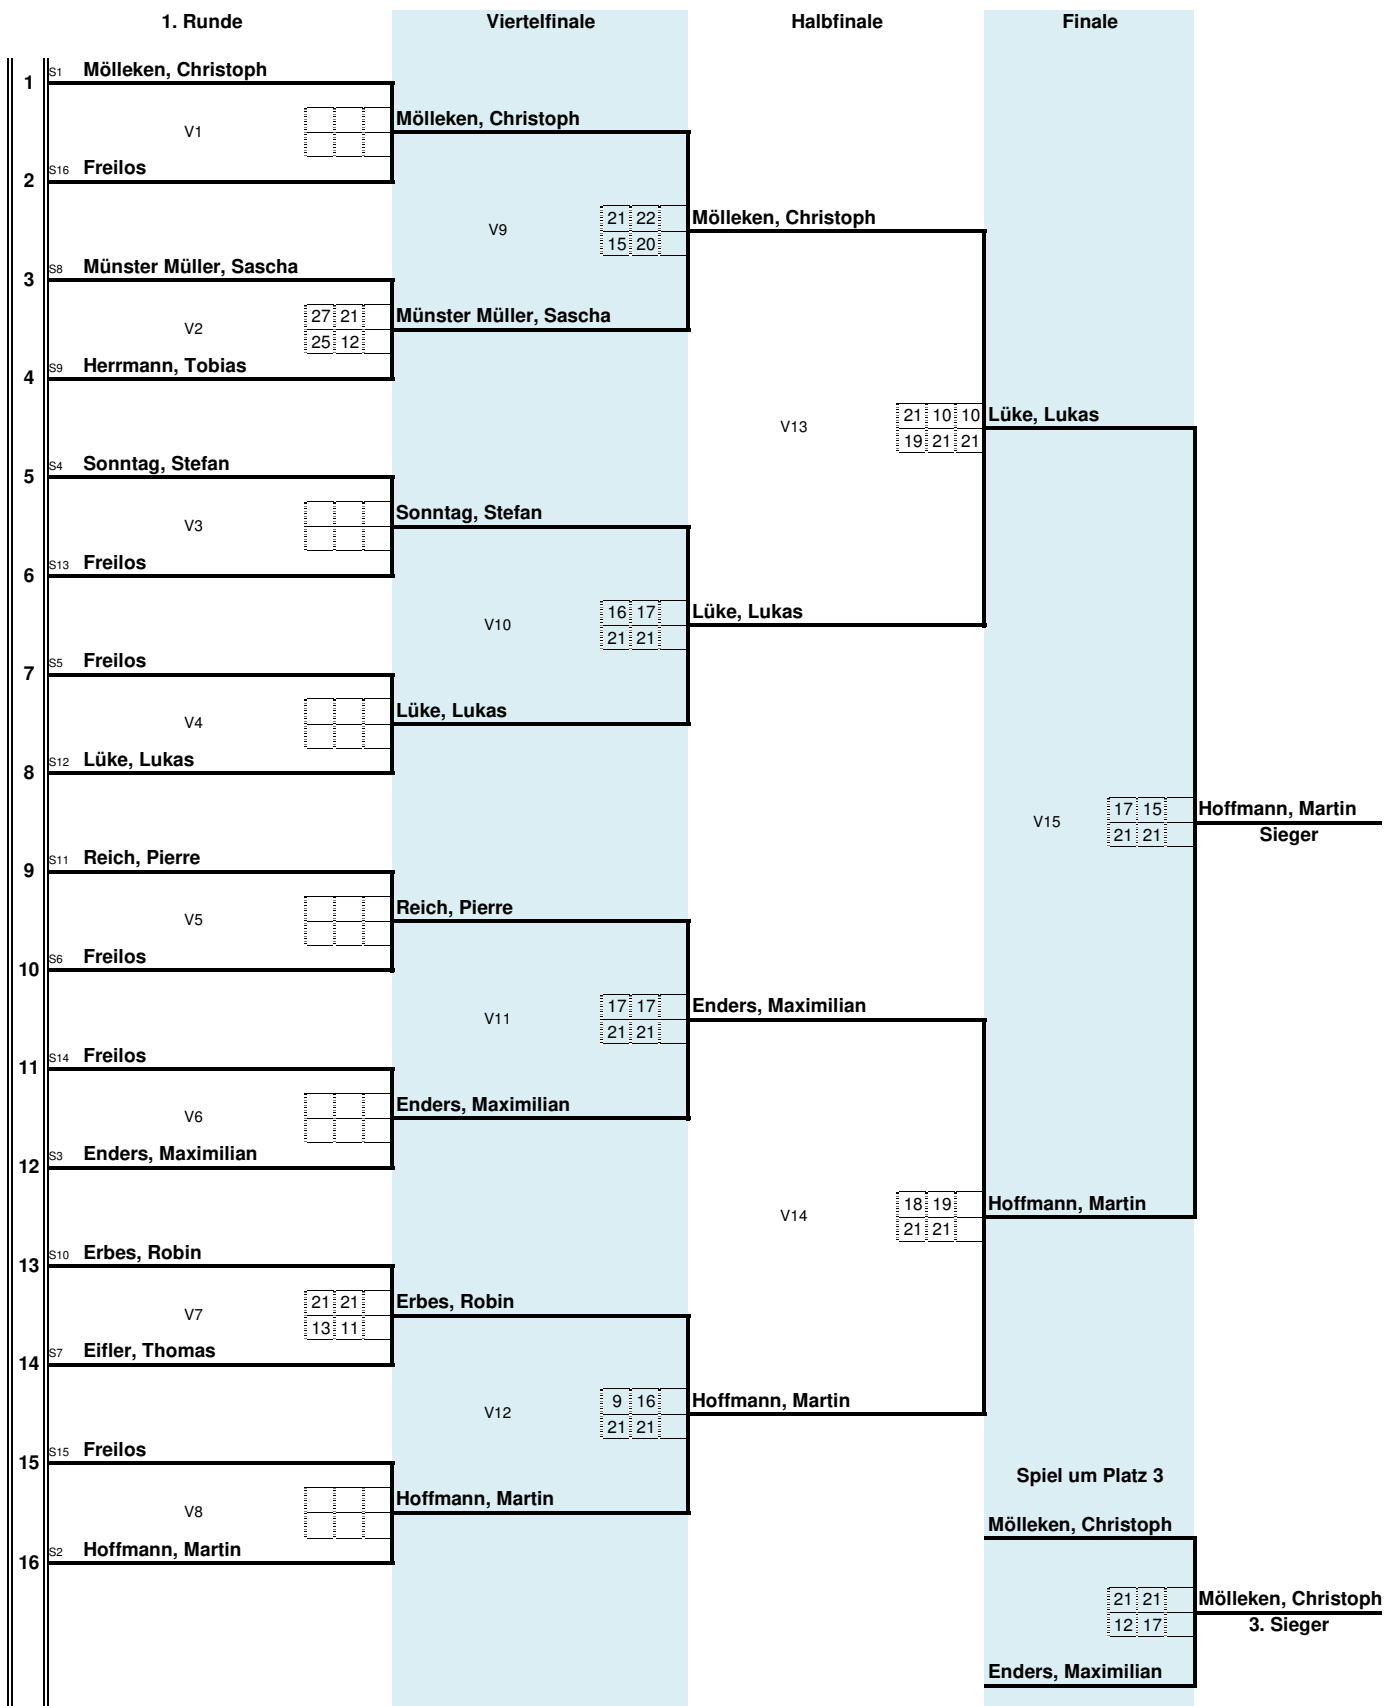 1. Runde Viertelfinale Halbfinale Finale
S1 Mölleken, Christoph
1
V1 Mölleken, Christoph
S16 Freilos
2
V9 21 22 Mölleken, Christoph
15 20
S8 Münster Müller, Sascha
3
V2 27 21 Münster Müller, Sascha
25 12
S9 Herrmann, Tobias
4
V13 21 10 10 Lüke, Lukas
19 21 21
S4 Sonntag, Stefan
5
V3 Sonntag, Stefan
S13 Freilos
6
V10 16 17 Lüke, Lukas
21 21
S5 Freilos
7
V4 Lüke, Lukas
S12 Lüke, Lukas
8
V15 17 15 Hoffmann, Martin
21 21 Sieger
S11 Reich, Pierre
9
V5 Reich, Pierre
S6 Freilos
10
V11 17 17 Enders, Maximilian
21 21
S14 Freilos
11
V6 Enders, Maximilian
S3 Enders, Maximilian
12
V14 18 19 Hoffmann, Martin
21 21
S10 Erbes, Robin
13
V7 21 21 Erbes, Robin
13 11
S7 Eifler, Thomas
14
V12 9 16 Hoffmann, Martin
21 21
S15 Freilos
15
Spiel um Platz 3
V8 Hoffmann, Martin
Mölleken, Christoph
S2 Hoffmann, Martin
16
21 21 Mölleken, Christoph
12 17 3. Sieger
Enders, Maximilian